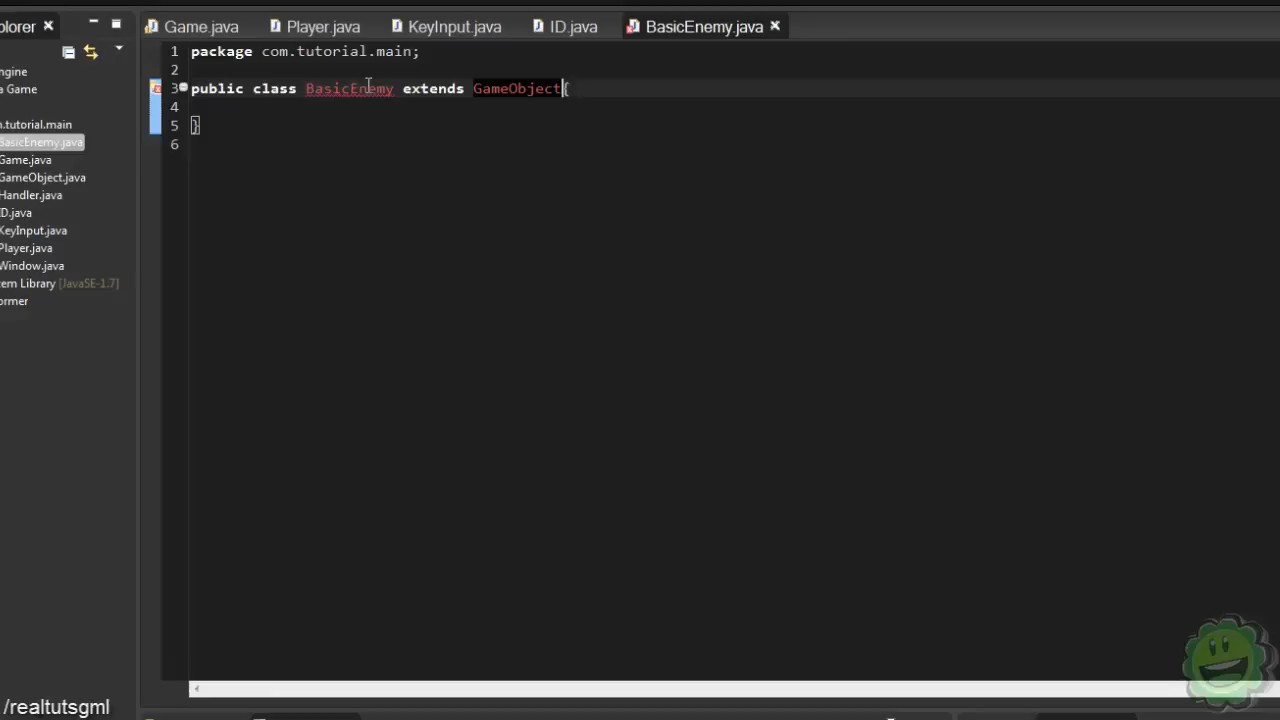 plorer Game.java Player.java KeyInput.java ID.java BasicEnemy.java
ngine
a Game
n.tutorial.main
BasicEnemy.java
Game.java
GameObject.java
Handler.java
ID.java
KeyInput.java
Player.java
Window.java
tem Library [JavaSE-1.7]
ormer
1 package com.tutorial.main;
2
3 public class BasicEnemy extends GameObject{
4
5 }
6
/realtutsgml